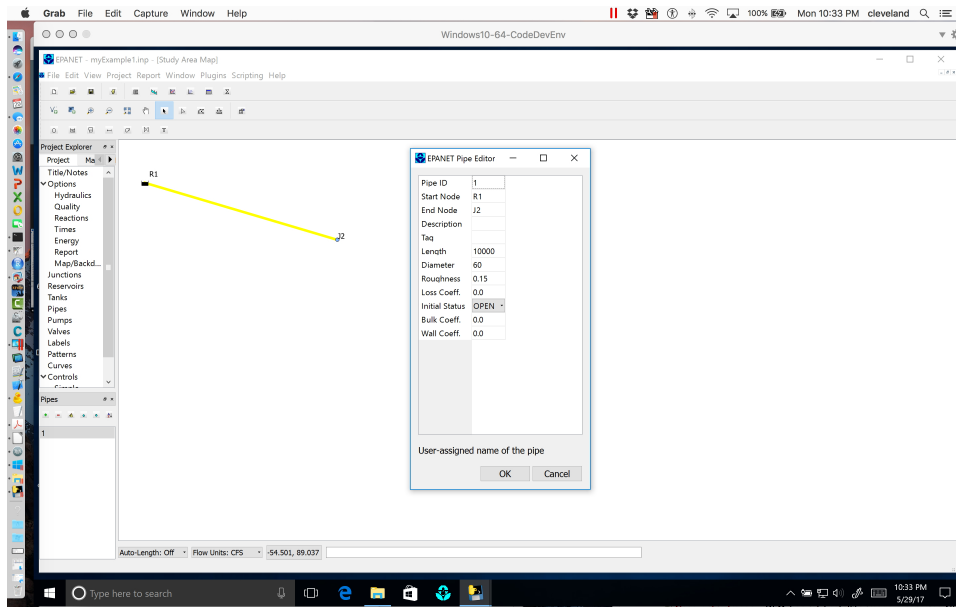 Grab File Edit Capture Window Help 100% Mon 10:33 PM cleveland
Windows10-64-CodeDevEnv
EPANET - myExample1.inp - [Study Area Map]
File Edit View Project Report Window Plugins Scripting Help
Project Explorer
Project Ma
Title/Notes
Options
Hydraulics
Quality
Reactions
Times
Energy
Report
Map/Backd...
Junctions
Reservoirs
Tanks
Pipes
Pumps
Valves
Labels
Patterns
Curves
Controls
Pipes
1
R1
J2
EPANET Pipe Editor
Pipe ID 1
Start Node R1
End Node J2
Description
Tag
Length 10000
Diameter 60
Roughness 0.15
Loss Coeff. 0.0
Initial Status OPEN
Bulk Coeff. 0.0
Wall Coeff. 0.0
User-assigned name of the pipe
OK Cancel
Auto-Length: Off Flow Units: CFS -54.501, 89.037
Type here to search
10:33 PM
5/29/17